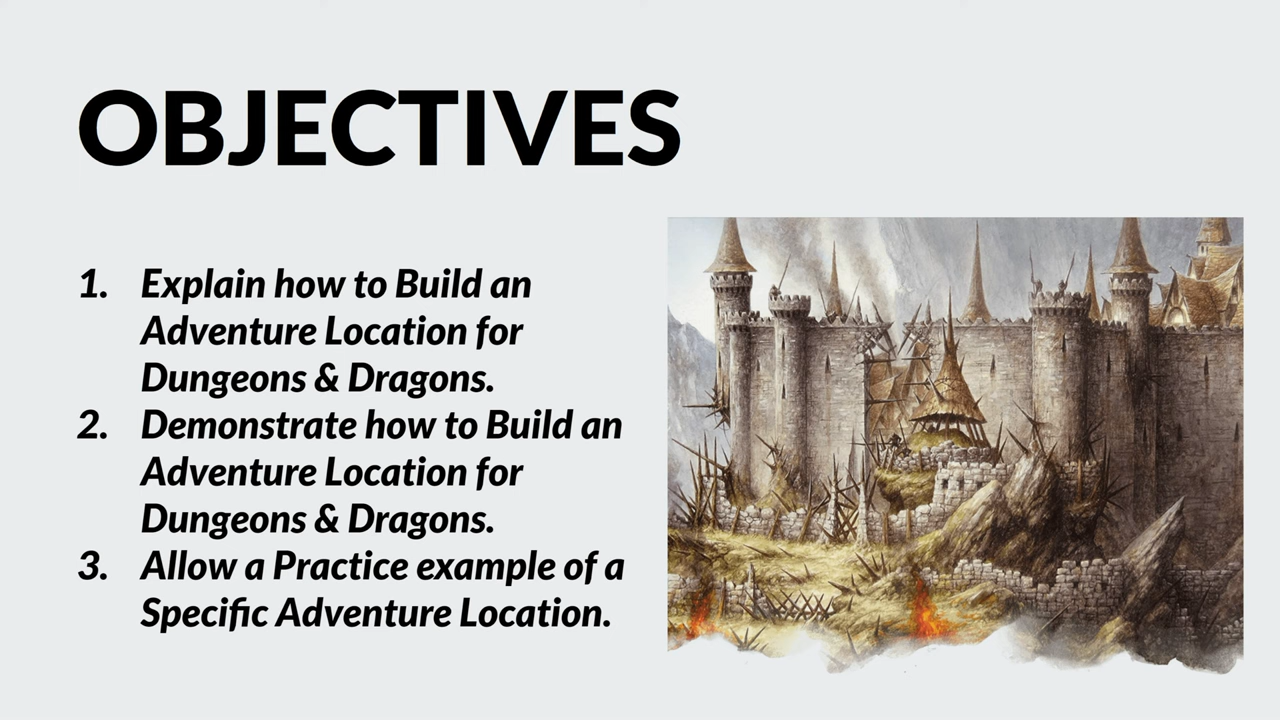 OBJECTIVES
1. Explain how to Build an
Adventure Location for
Dungeons & Dragons.
2. Demonstrate how to Build an
Adventure Location for
Dungeons & Dragons.
3. Allow a Practice example of a
Specific Adventure Location.